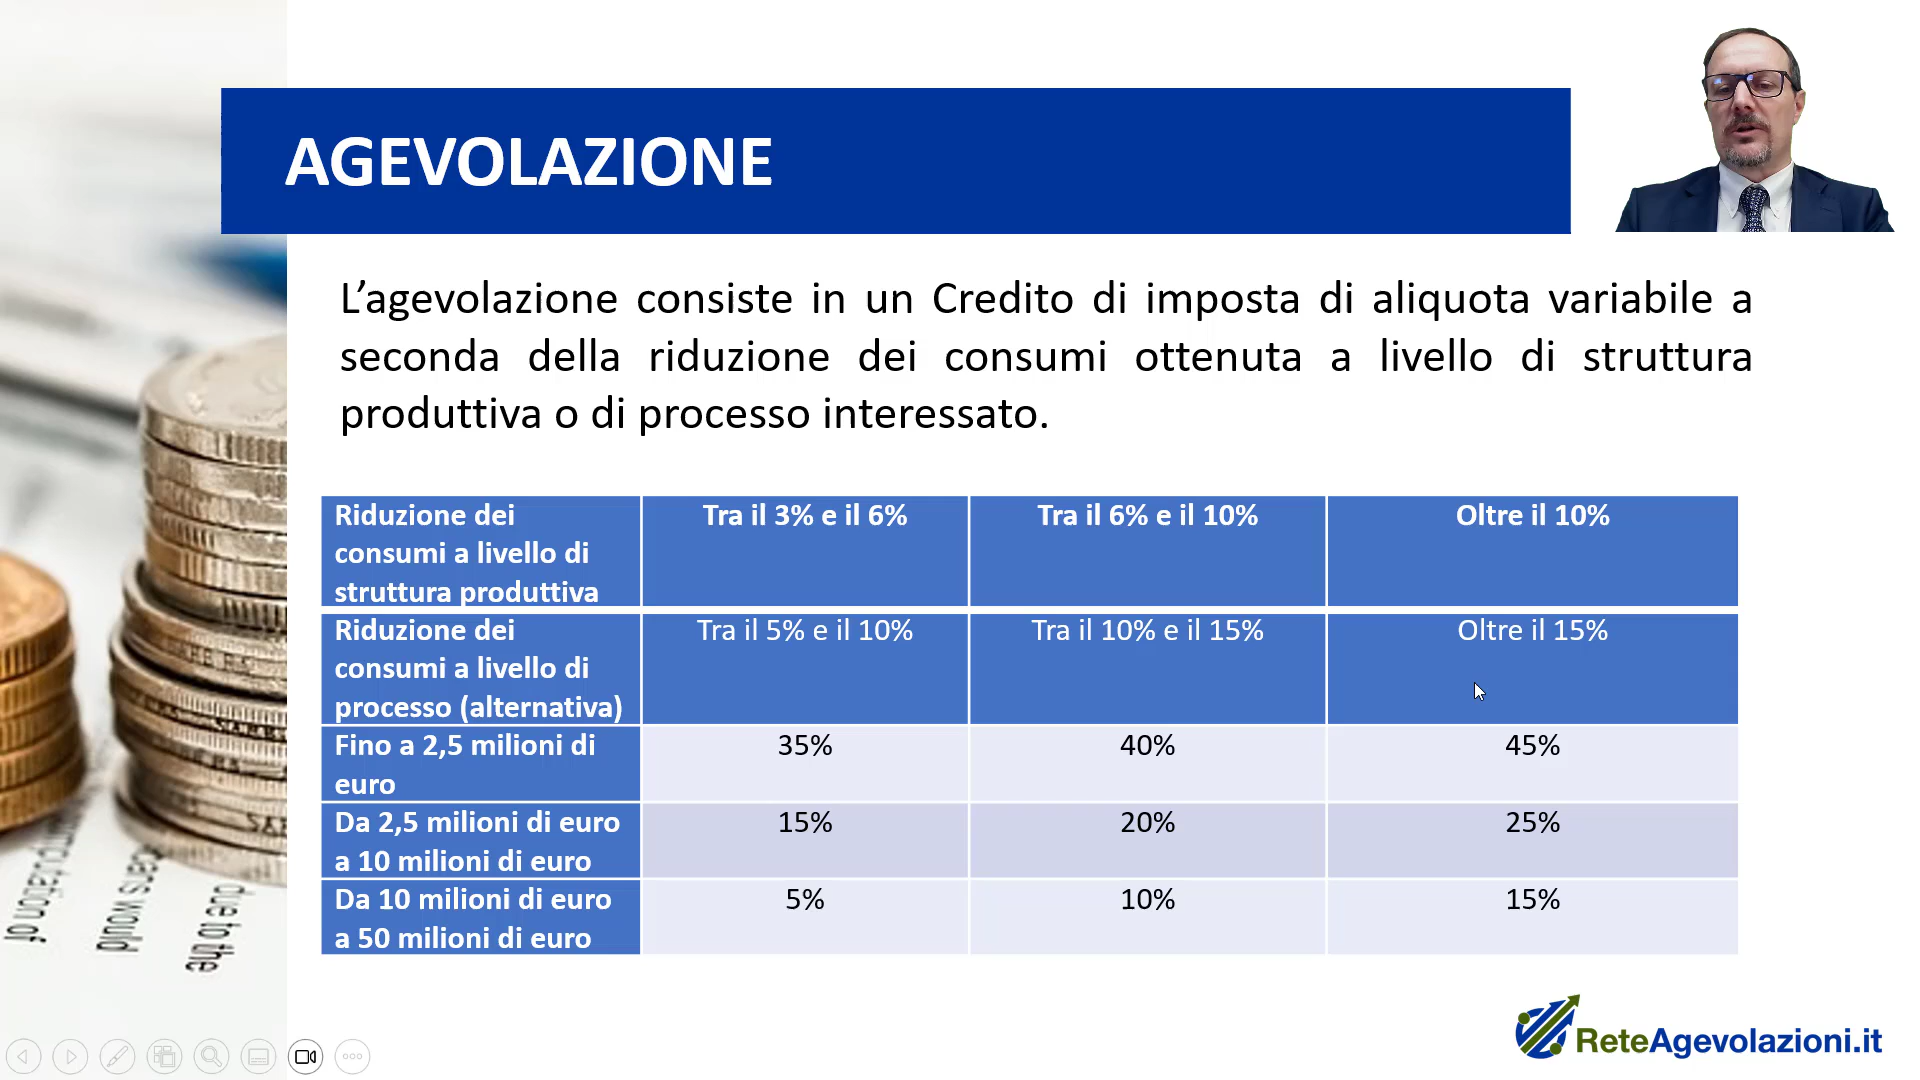 AGEVOLAZIONE
L’agevolazione consiste in un Credito di imposta di aliquota variabile a
seconda della riduzione dei consumi ottenuta a livello di struttura
produttiva o di processo interessato.
Riduzione dei
consumi a livello di
struttura produttiva
Tra il 3% e il 6%
Tra il 6% e il 10%
Oltre il 10%
Riduzione dei
consumi a livello di
processo (alternativa)
Tra il 5% e il 10%
Tra il 10% e il 15%
Oltre il 15%
Fino a 2,5 milioni di
euro
35%
40%
45%
Da 2,5 milioni di euro
a 10 milioni di euro
15%
20%
25%
Da 10 milioni di euro
a 50 milioni di euro
5%
10%
15%
due to the
would
of
ReteAgevolazioni.it